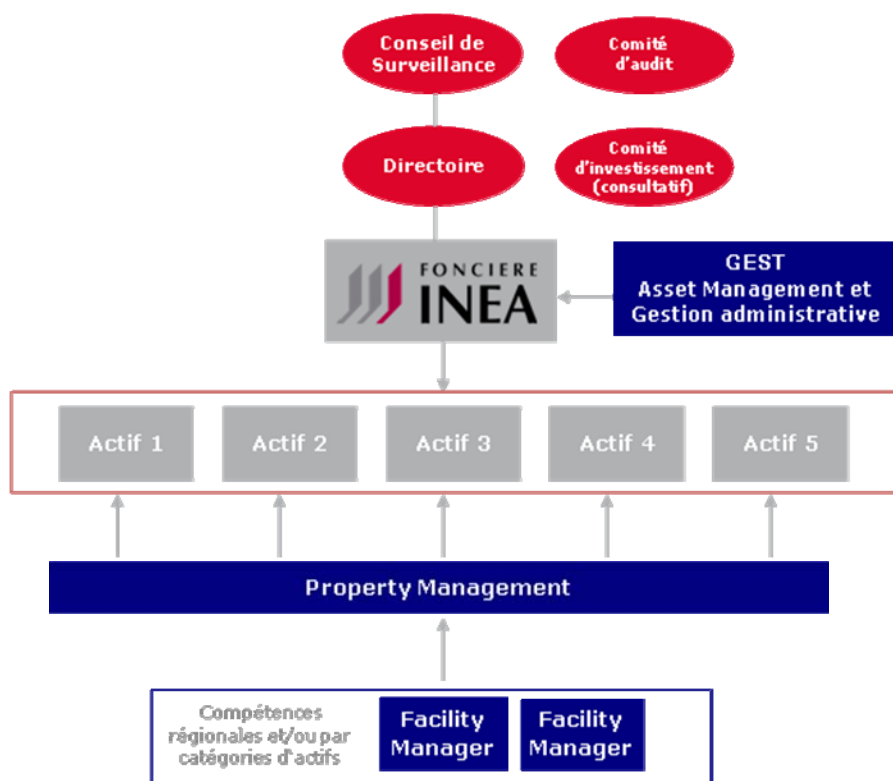 Conseil de
Surveillance
Comité
d'audit
Directoire
Comité
d'investissement
(consultatif)
FONCIERE
INEA
GEST
Asset Management et
Gestion administrative
Actif 1
Actif 2
Actif 3
Actif 4
Actif 5
Property Management
Compétences
régionales et/ou par
catégories d'actifs
Facility
Manager
Facility
Manager